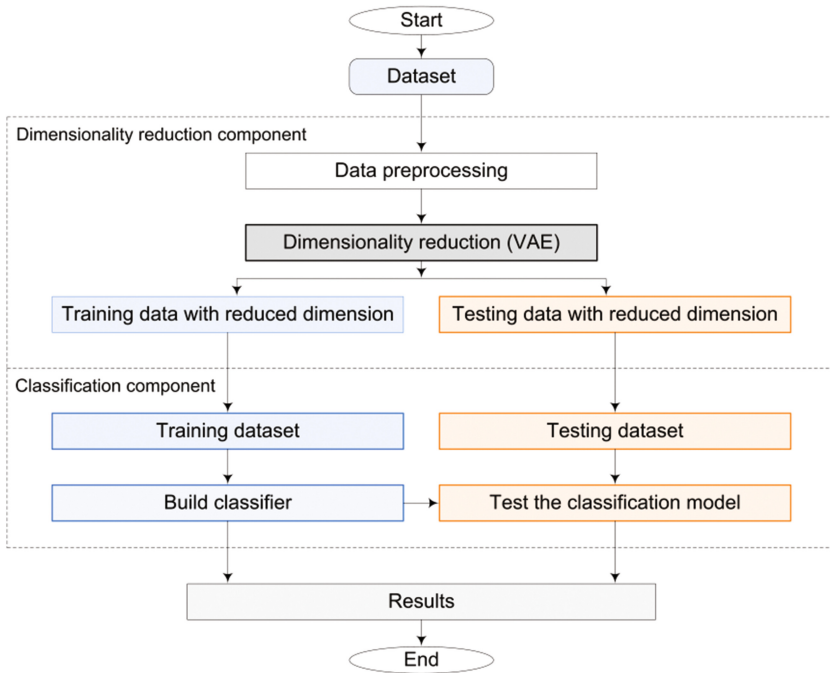 Start
Dataset
Dimensionality reduction component
Data preprocessing
Dimensionality reduction (VAE)
Training data with reduced dimension
Testing data with reduced dimension
Classification component
Training dataset
Testing dataset
Build classifier
Test the classification model
Results
End